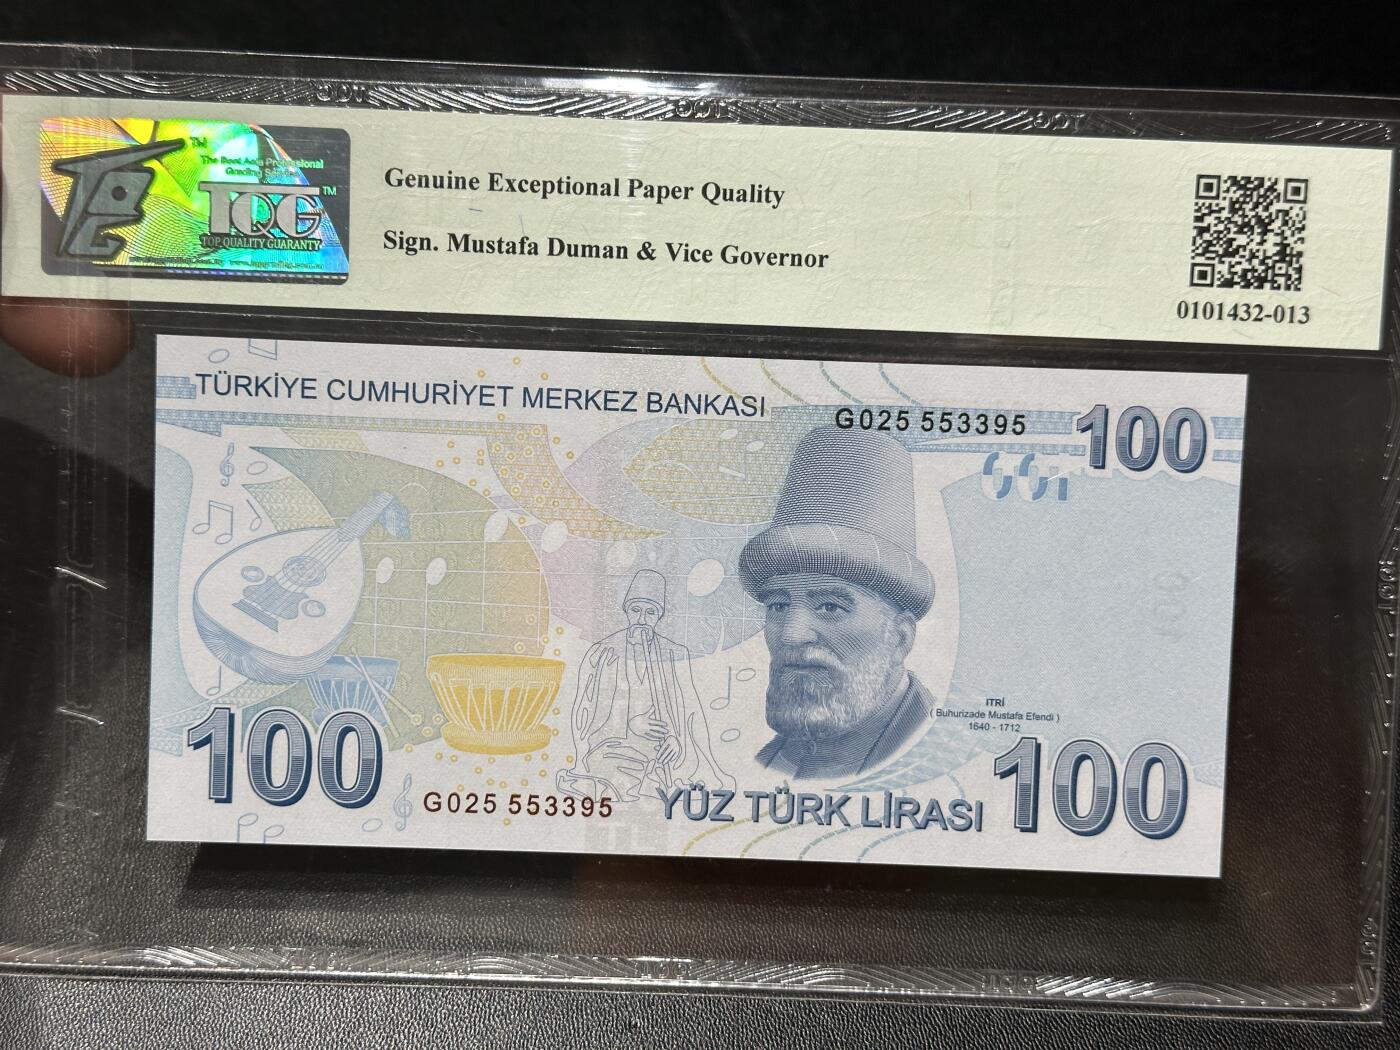 The Best Asia Professional
Grading Service
TQG™
TOP QUALITY GUARANTY
Genuine Exceptional Paper Quality
Sign. Mustafa Duman & Vice Governor
0101432-013
TÜRKİYE CUMHURİYET MERKEZ BANKASI
G025 553395
100
İTRİ
( Buhurizade Mustafa Efendi )
1640 - 1712
100
G025 553395
YÜZ TÜRK LİRASI
100